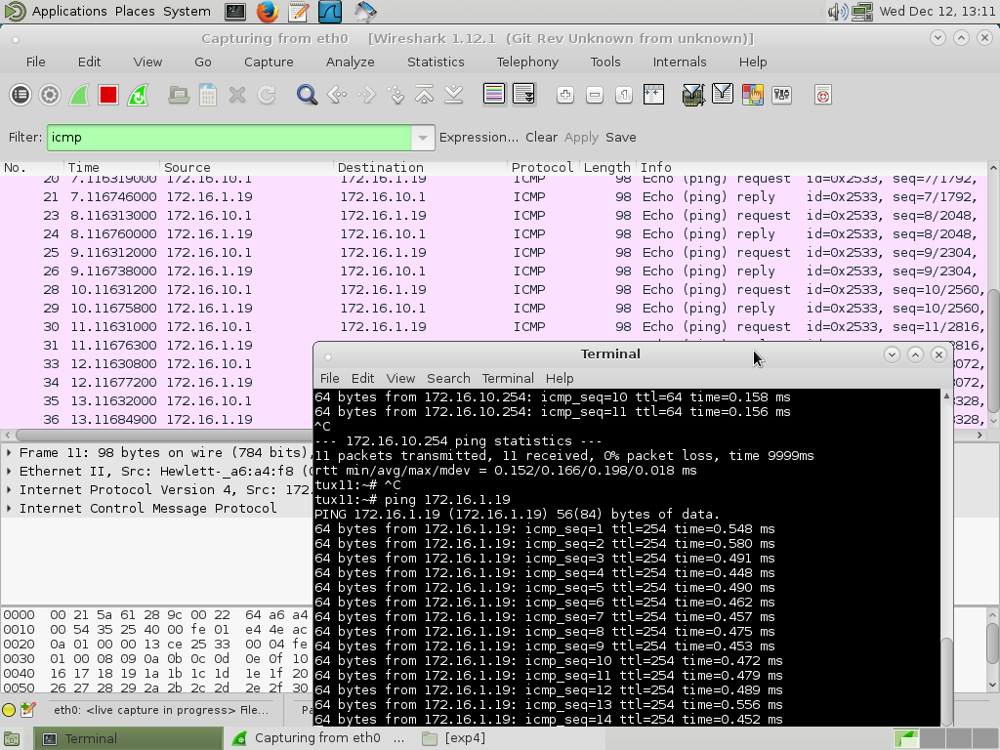 Applications Places System Wed Dec 12, 13:11
Capturing from eth0 [Wireshark 1.12.1 (Git Rev Unknown from unknown)]
File Edit View Go Capture Analyze Statistics Telephony Tools Internals Help
Filter: icmp Expression... Clear Apply Save
No. Time Source Destination Protocol Length Info
20 7.116319000 172.16.10.1 172.16.1.19 ICMP 98 Echo (ping) request id=0x2533, seq=7/1792,
21 7.116746000 172.16.1.19 172.16.10.1 ICMP 98 Echo (ping) reply id=0x2533, seq=7/1792,
23 8.116313000 172.16.10.1 172.16.1.19 ICMP 98 Echo (ping) request id=0x2533, seq=8/2048,
24 8.116760000 172.16.1.19 172.16.10.1 ICMP 98 Echo (ping) reply id=0x2533, seq=8/2048,
25 9.116312000 172.16.10.1 172.16.1.19 ICMP 98 Echo (ping) request id=0x2533, seq=9/2304,
26 9.116738000 172.16.1.19 172.16.10.1 ICMP 98 Echo (ping) reply id=0x2533, seq=9/2304,
28 10.11631200 172.16.10.1 172.16.1.19 ICMP 98 Echo (ping) request id=0x2533, seq=10/2560,
29 10.11675800 172.16.1.19 172.16.10.1 ICMP 98 Echo (ping) reply id=0x2533, seq=10/2560,
30 11.11631000 172.16.10.1 172.16.1.19 ICMP 98 Echo (ping) request id=0x2533, seq=11/2816,
31 11.11676300 172.16.1.19 2816,
33 12.11630800 172.16.10.1 3072,
34 12.11677200 172.16.1.19 3072,
35 13.11632000 172.16.10.1 3328,
36 13.11684900 172.16.1.19 3328,
Frame 11: 98 bytes on wire (784 bits),
Ethernet II, Src: Hewlett-_a6:a4:f8 (
Internet Protocol Version 4, Src: 172.
Internet Control Message Protocol
0000 00 21 5a 61 28 9c 00 22 64 a6 a4
0010 00 54 35 25 40 00 fe 01 e4 4e ac
0020 0a 01 00 00 13 ce 25 33 00 04 fe
0030 01 00 08 09 0a 0b 0c 0d 0e 0f 10
0040 16 17 18 19 1a 1b 1c 1d 1e 1f 20
0050 26 27 28 29 2a 2b 2c 2d 2e 2f 30
eth0: <live capture in progress> File... Pa
Terminal
File Edit View Search Terminal Help
64 bytes from 172.16.10.254: icmp_seq=10 ttl=64 time=0.158 ms
64 bytes from 172.16.10.254: icmp_seq=11 ttl=64 time=0.156 ms
^C
--- 172.16.10.254 ping statistics ---
11 packets transmitted, 11 received, 0% packet loss, time 9999ms
rtt min/avg/max/mdev = 0.152/0.166/0.198/0.018 ms
tux11:~# ^C
tux11:~# ping 172.16.1.19
PING 172.16.1.19 (172.16.1.19) 56(84) bytes of data.
64 bytes from 172.16.1.19: icmp_seq=1 ttl=254 time=0.548 ms
64 bytes from 172.16.1.19: icmp_seq=2 ttl=254 time=0.580 ms
64 bytes from 172.16.1.19: icmp_seq=3 ttl=254 time=0.491 ms
64 bytes from 172.16.1.19: icmp_seq=4 ttl=254 time=0.448 ms
64 bytes from 172.16.1.19: icmp_seq=5 ttl=254 time=0.490 ms
64 bytes from 172.16.1.19: icmp_seq=6 ttl=254 time=0.462 ms
64 bytes from 172.16.1.19: icmp_seq=7 ttl=254 time=0.457 ms
64 bytes from 172.16.1.19: icmp_seq=8 ttl=254 time=0.475 ms
64 bytes from 172.16.1.19: icmp_seq=9 ttl=254 time=0.453 ms
64 bytes from 172.16.1.19: icmp_seq=10 ttl=254 time=0.472 ms
64 bytes from 172.16.1.19: icmp_seq=11 ttl=254 time=0.479 ms
64 bytes from 172.16.1.19: icmp_seq=12 ttl=254 time=0.489 ms
64 bytes from 172.16.1.19: icmp_seq=13 ttl=254 time=0.556 ms
64 bytes from 172.16.1.19: icmp_seq=14 ttl=254 time=0.452 ms
Terminal Capturing from eth0 ... [exp4]